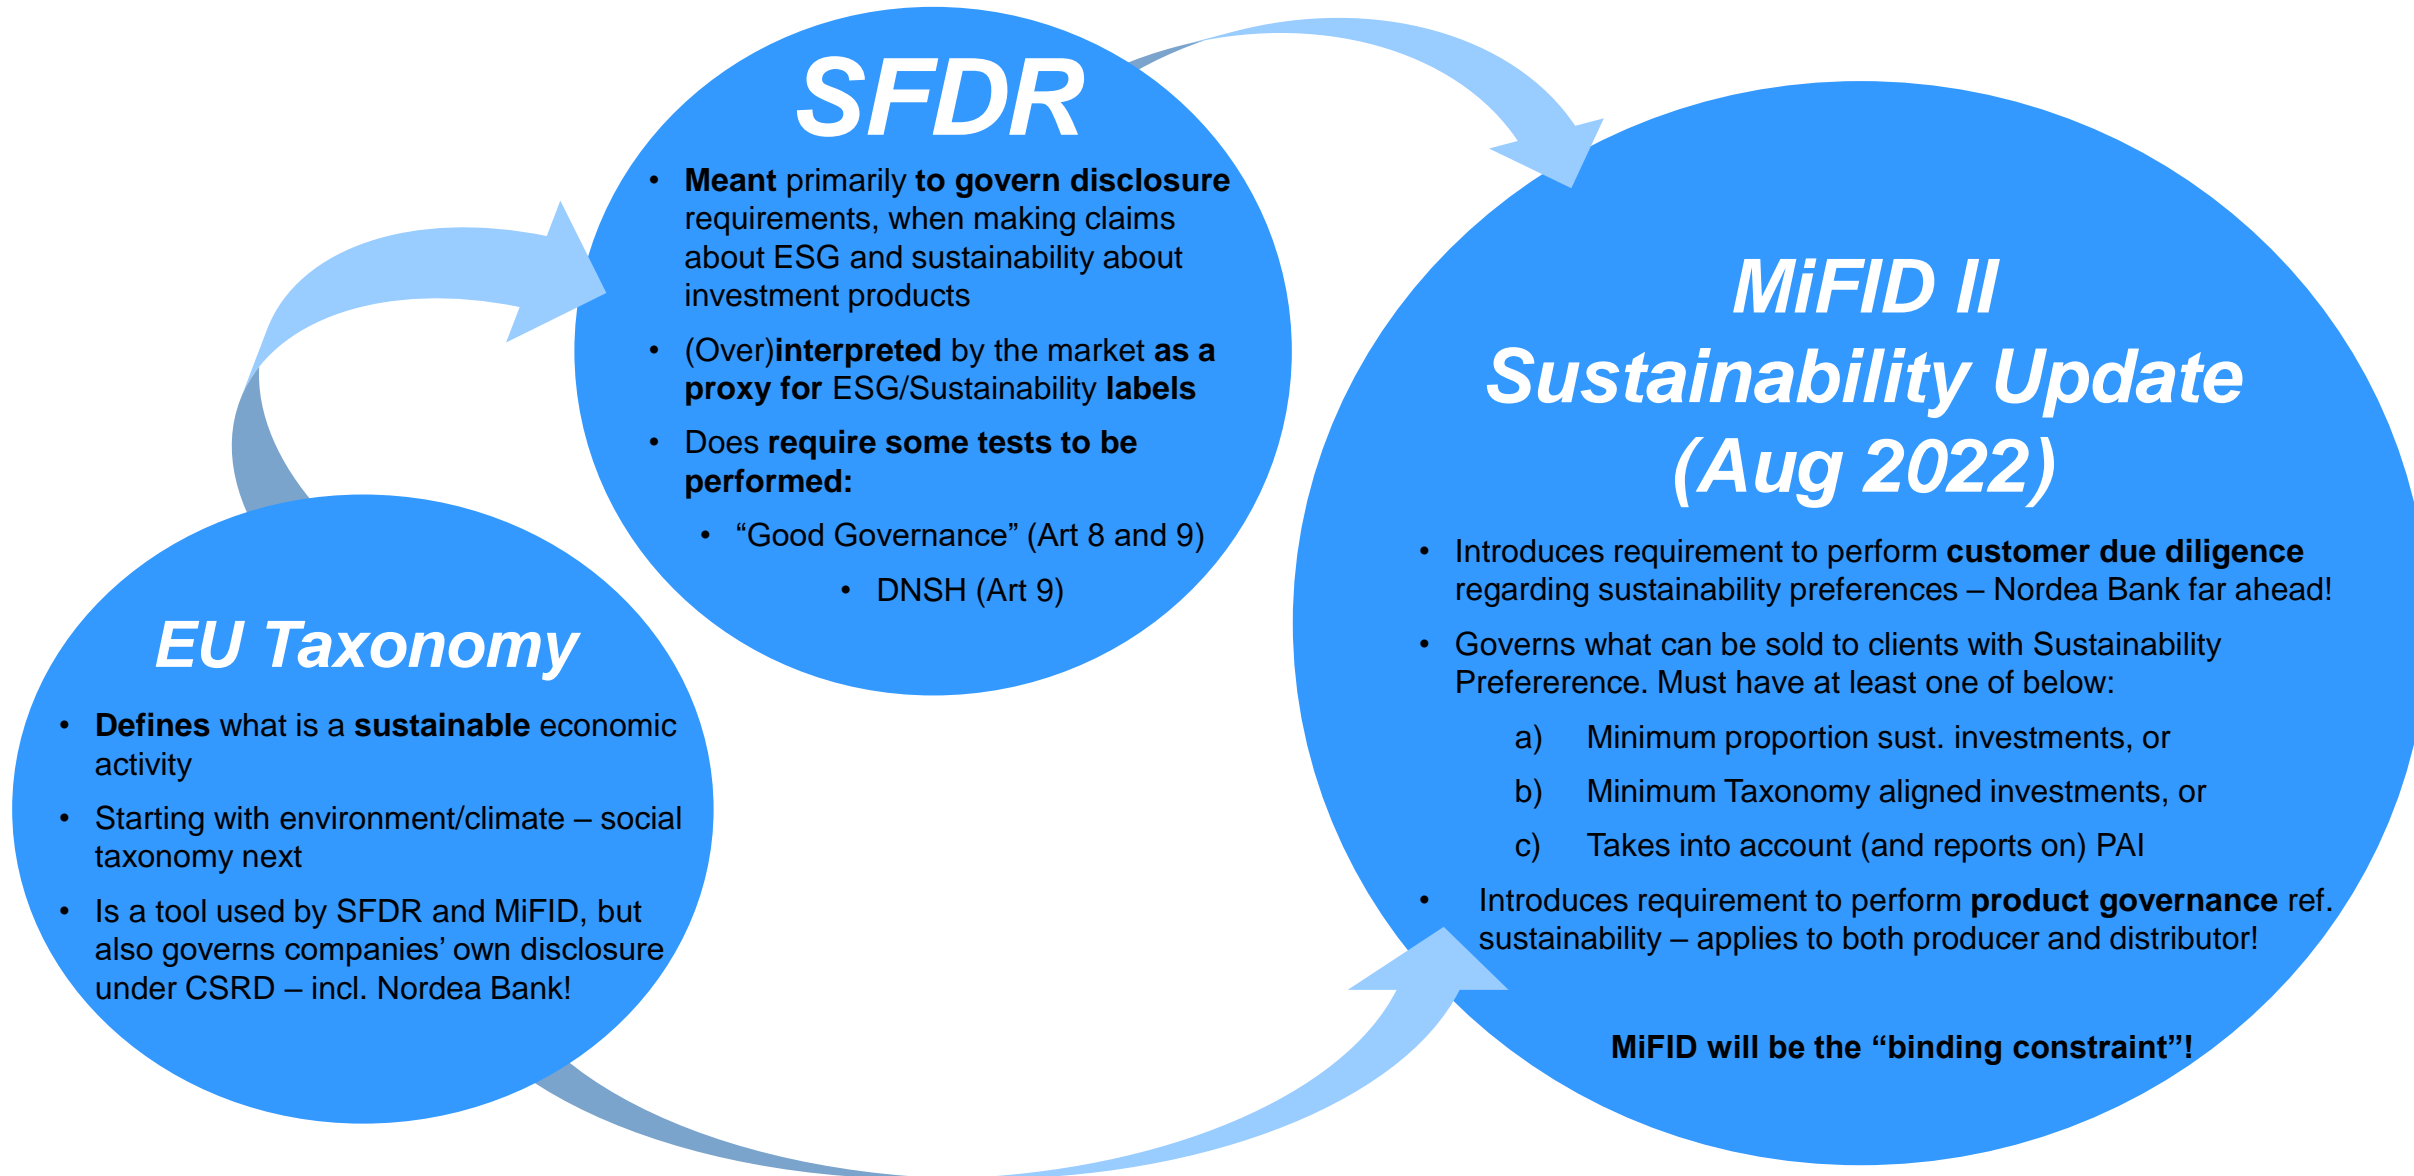 SFDR
• Meant primarily to govern disclosure
requirements, when making claims
about ESG and sustainability about
investment products
• (Over)interpreted by the market as a
proxy for ESG/Sustainability labels
• Does require some tests to be
performed:
• “Good Governance” (Art 8 and 9)
• DNSH (Art 9)
EU Taxonomy
• Defines what is a sustainable economic
activity
• Starting with environment/climate – social
taxonomy next
• Is a tool used by SFDR and MiFID, but
also governs companies’ own disclosure
under CSRD – incl. Nordea Bank!
MiFID II
Sustainability Update
(Aug 2022)
• Introduces requirement to perform customer due diligence
regarding sustainability preferences – Nordea Bank far ahead!
• Governs what can be sold to clients with Sustainability
Prefererence. Must have at least one of below:
a) Minimum proportion sust. investments, or
b) Minimum Taxonomy aligned investments, or
c) Takes into account (and reports on) PAI
• Introduces requirement to perform product governance ref.
sustainability – applies to both producer and distributor!
MiFID will be the “binding constraint”!